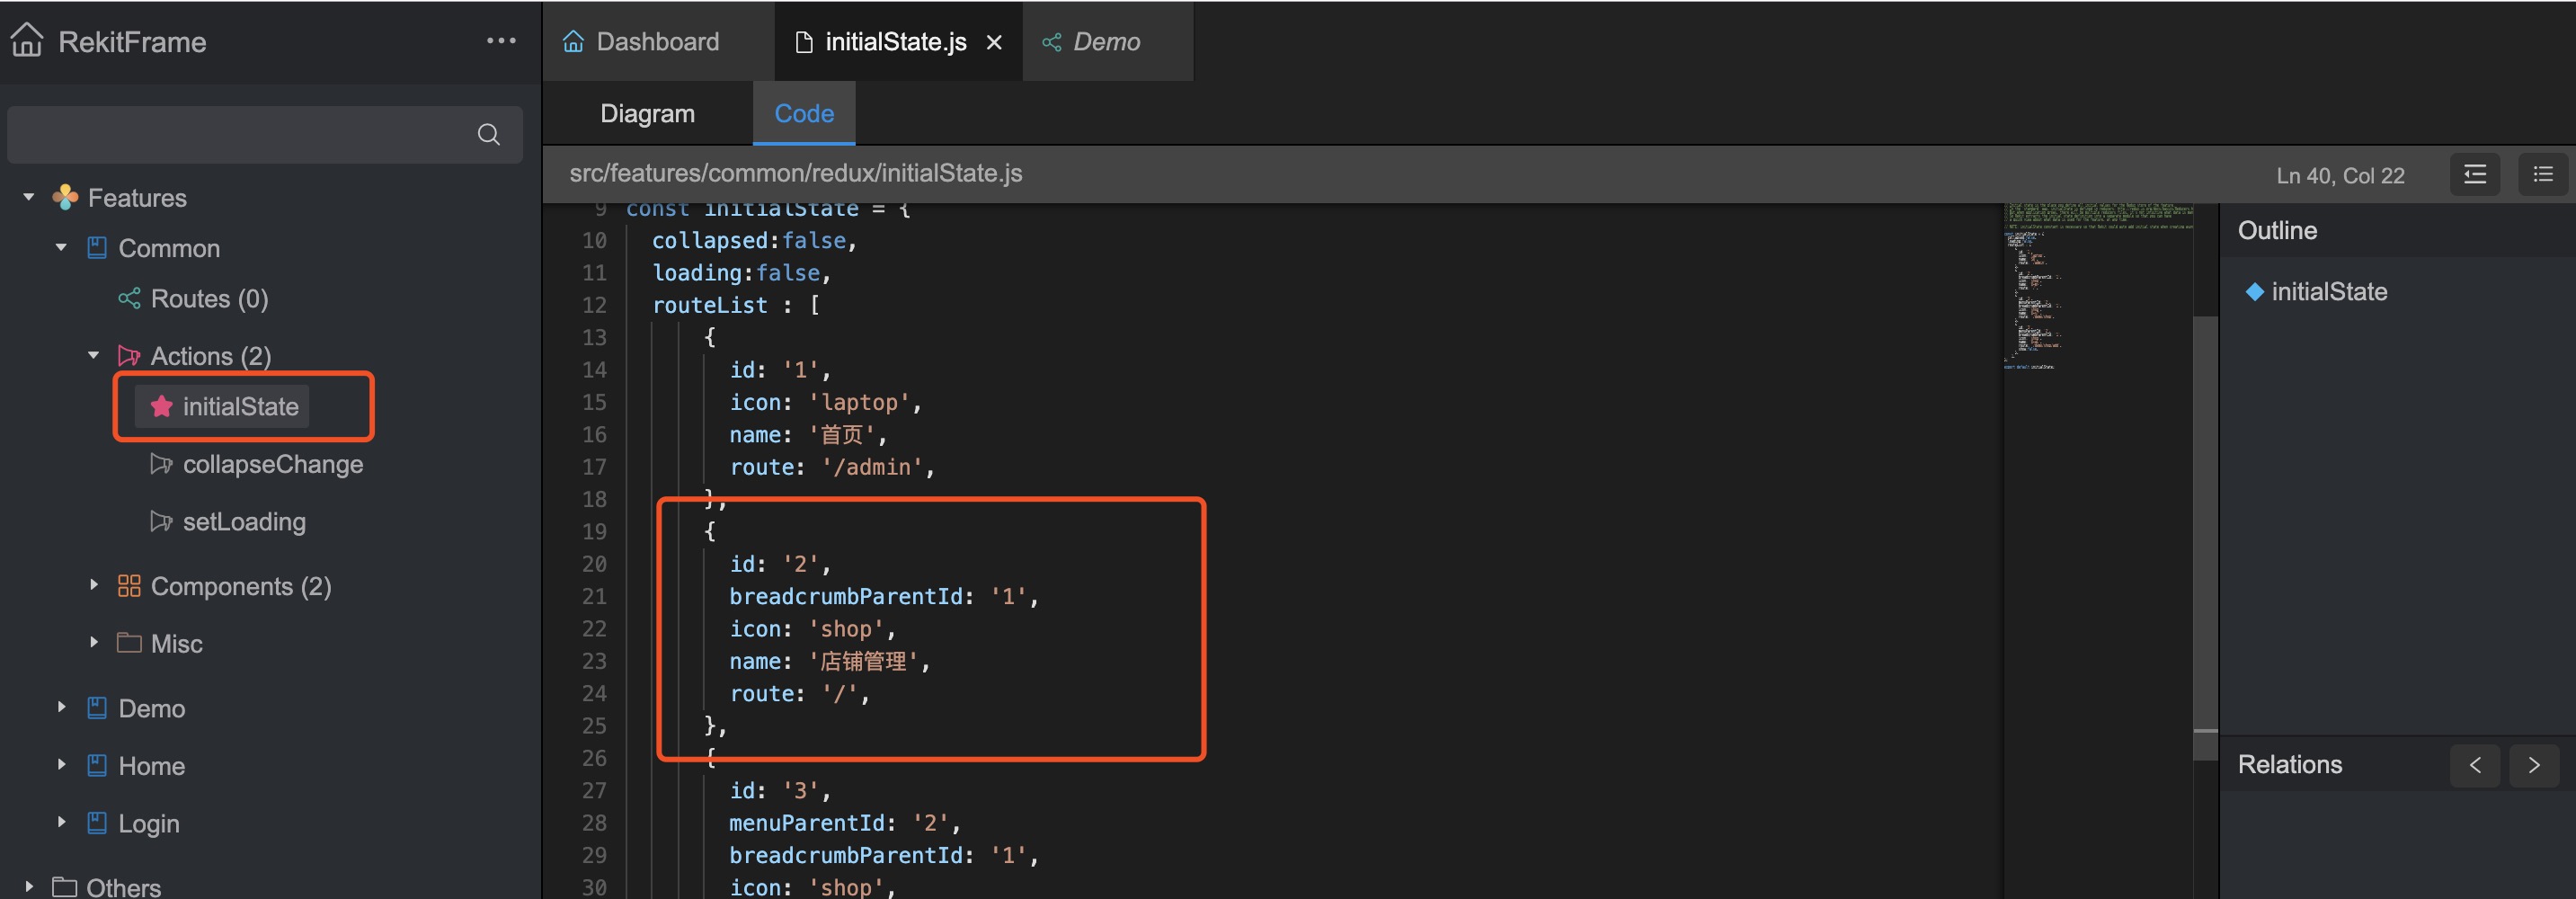 RekitFrame
Dashboard
initialState.js
Demo
Diagram
Code
src/features/common/redux/initialState.js
Ln 40, Col 22
Features
Common
Routes (0)
Actions (2)
initialState
collapseChange
setLoading
Components (2)
Misc
Demo
Home
Login
Others
9 const initialState = {
10 collapsed:false,
11 loading:false,
12 routeList : [
13 {
14 id: '1',
15 icon: 'laptop',
16 name: '首页',
17 route: '/admin',
18 },
19 {
20 id: '2',
21 breadcrumbParentId: '1',
22 icon: 'shop',
23 name: '店铺管理',
24 route: '/',
25 },
26 {
27 id: '3',
28 menuParentId: '2',
29 breadcrumbParentId: '1',
30 icon: 'shop',
Outline
initialState
Relations